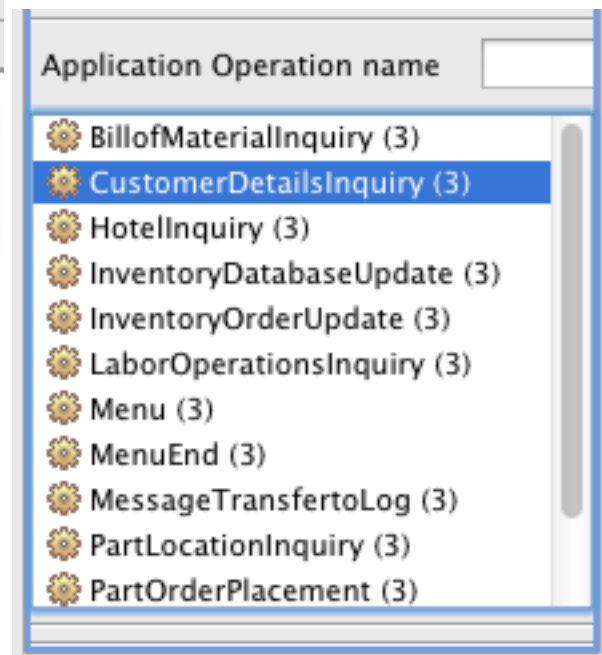 Application Operation name
BillofMaterialInquiry (3)
CustomerDetailsInquiry (3)
HotelInquiry (3)
InventoryDatabaseUpdate (3)
InventoryOrderUpdate (3)
LaborOperationsInquiry (3)
Menu (3)
MenuEnd (3)
MessageTransfertoLog (3)
PartLocationInquiry (3)
PartOrderPlacement (3)